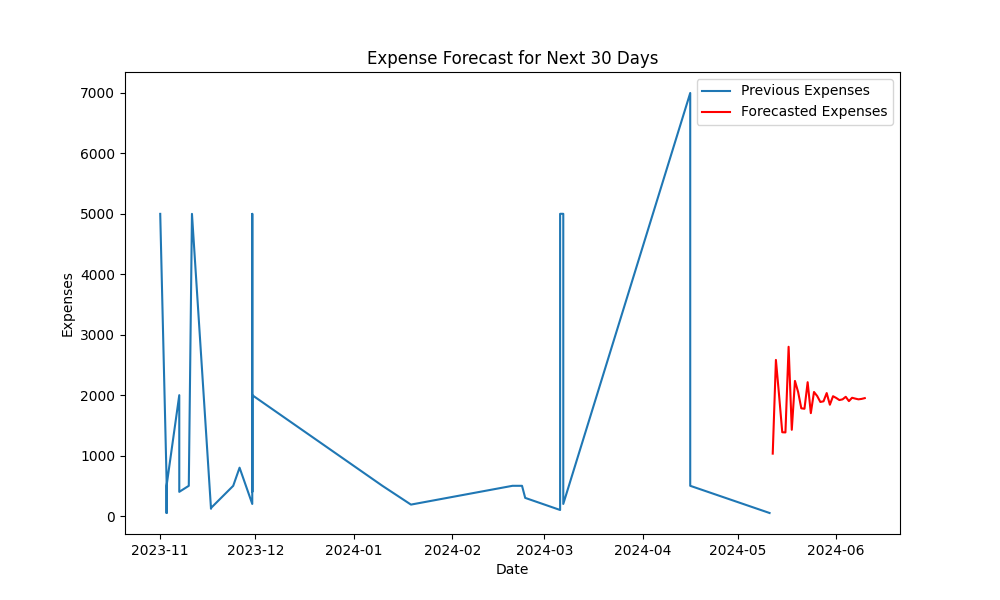 Expense Forecast for Next 30 Days
Previous Expenses
Forecasted Expenses
7000
6000
5000
4000
3000
2000
1000
0
Expenses
2023-11 2023-12 2024-01 2024-02 2024-03 2024-04 2024-05 2024-06
Date